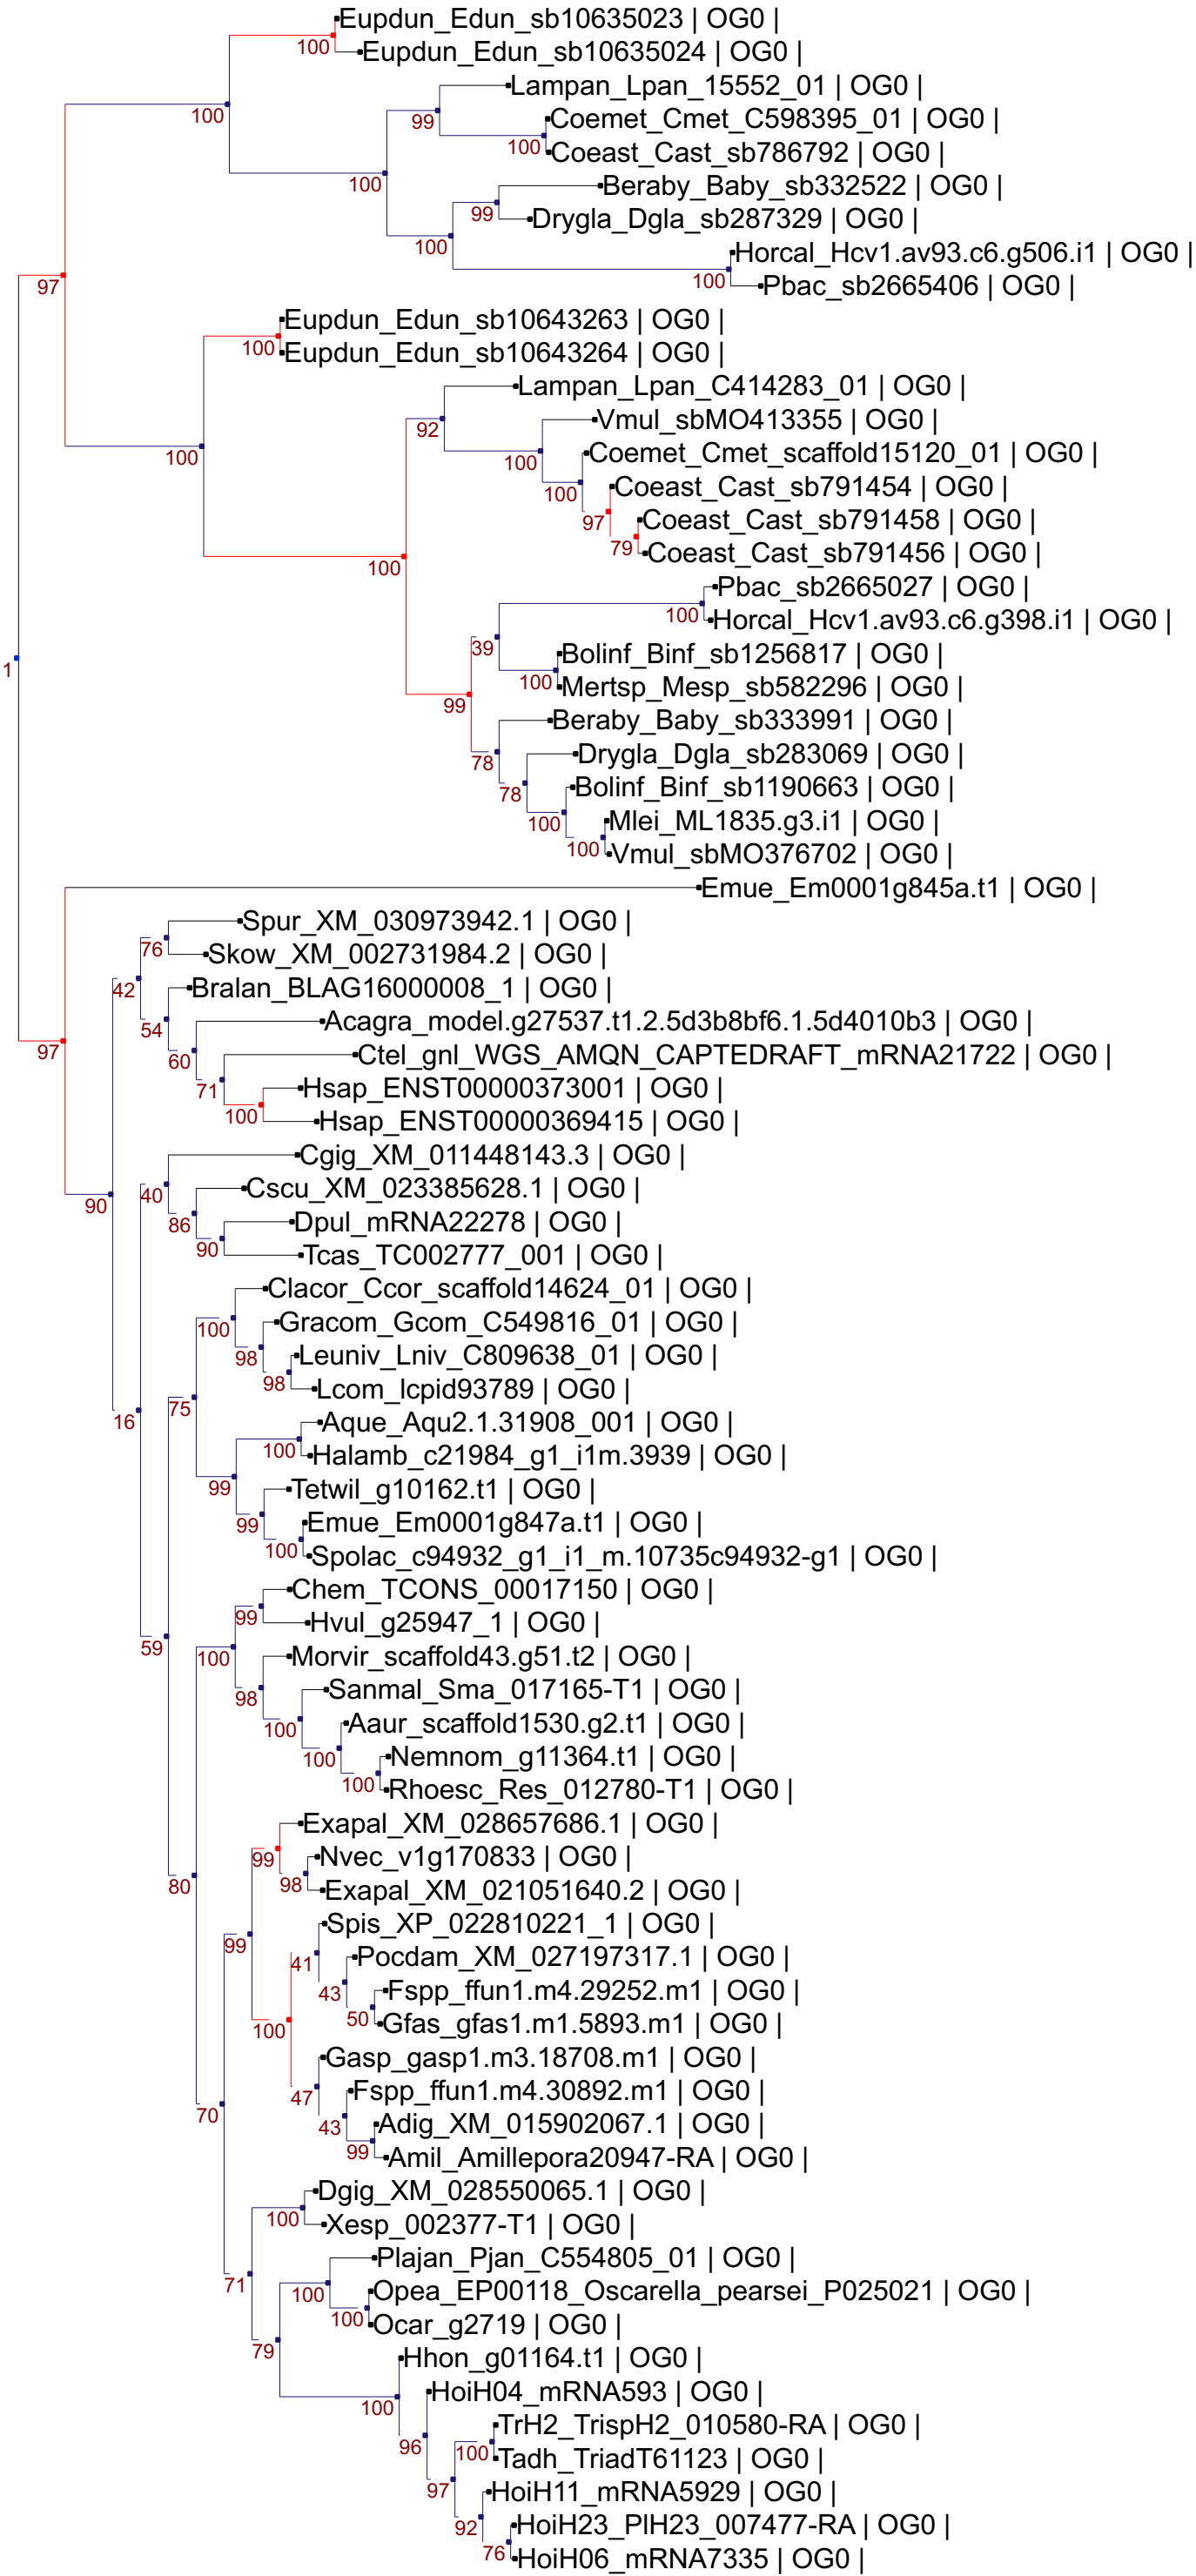 Eupdun_Edun_sb10635023 | OG0 |
100
Eupdun_Edun_sb10635024 | OG0 |
Lampan_Lpan_15552_01 | OG0 |
100
99
Coemet_Cmet_C598395_01 | OG0 |
100
Coeast_Cast_sb786792 | OG0 |
100
Beraby_Baby_sb332522 | OG0 |
99
Drygla_Dgla_sb287329 | OG0 |
100
Horcal_Hcv1.av93.c6.g506.i1 | OG0 |
97
100
Pbac_sb2665406 | OG0 |
Eupdun_Edun_sb10643263 | OG0 |
100
Eupdun_Edun_sb10643264 | OG0 |
Lampan_Lpan_C414283_01 | OG0 |
92
Vmul_sbMO413355 | OG0 |
100
100
Coemet_Cmet_scaffold15120_01 | OG0 |
100
Coeast_Cast_sb791454 | OG0 |
97
Coeast_Cast_sb791458 | OG0 |
79
Coeast_Cast_sb791456 | OG0 |
100
Pbac_sb2665027 | OG0 |
100
Horcal_Hcv1.av93.c6.g398.i1 | OG0 |
39
Bolinf_Binf_sb1256817 | OG0 |
1
100
Mertsp_Mesp_sb582296 | OG0 |
99
Beraby_Baby_sb333991 | OG0 |
78
Drygla_Dgla_sb283069 | OG0 |
78
Bolinf_Binf_sb1190663 | OG0 |
100
Mlei_ML1835.g3.i1 | OG0 |
100
Vmul_sbMO376702 | OG0 |
Emue_Em0001g845a.t1 | OG0 |
Spur_XM_030973942.1 | OG0 |
76
Skow_XM_002731984.2 | OG0 |
42
Bralan_BLAG16000008_1 | OG0 |
54
Acagra_model.g27537.t1.2.5d3b8bf6.1.5d4010b3 | OG0 |
97
60
Ctel_gnl_WGS_AMQN_CAPTEDRAFT_mRNA21722 | OG0 |
71
Hsap_ENST00000373001 | OG0 |
100
Hsap_ENST00000369415 | OG0 |
Cgig_XM_011448143.3 | OG0 |
40
90
Cscu_XM_023385628.1 | OG0 |
86
Dpul_mRNA22278 | OG0 |
90
Tcas_TC002777_001 | OG0 |
Clacor_Ccor_scaffold14624_01 | OG0 |
100
Gracom_Gcom_C549816_01 | OG0 |
98
Leuniv_Lniv_C809638_01 | OG0 |
98
Lcom_lcpid93789 | OG0 |
75
16
Aque_Aqu2.1.31908_001 | OG0 |
100
Halamb_c21984_g1_i1m.3939 | OG0 |
99
Tetwil_g10162.t1 | OG0 |
99
Emue_Em0001g847a.t1 | OG0 |
100
Spolac_c94932_g1_i1_m.10735c94932-g1 | OG0 |
Chem_TCONS_00017150 | OG0 |
99
Hvul_g25947_1 | OG0 |
59
100
Morvir_scaffold43.g51.t2 | OG0 |
98
Sanmal_Sma_017165-T1 | OG0 |
100
Aaur_scaffold1530.g2.t1 | OG0 |
100
Nemnom_g11364.t1 | OG0 |
100
Rhoesc_Res_012780-T1 | OG0 |
Exapal_XM_028657686.1 | OG0 |
99
Nvec_v1g170833 | OG0 |
80
98
Exapal_XM_021051640.2 | OG0 |
Spis_XP_022810221_1 | OG0 |
99
41
Pocdam_XM_027197317.1 | OG0 |
43
Fspp_ffun1.m4.29252.m1 | OG0 |
50
Gfas_gfas1.m1.5893.m1 | OG0 |
100
Gasp_gasp1.m3.18708.m1 | OG0 |
47
Fspp_ffun1.m4.30892.m1 | OG0 |
70
43
Adig_XM_015902067.1 | OG0 |
99
Amil_Amillepora20947-RA | OG0 |
Dgig_XM_028550065.1 | OG0 |
100
Xesp_002377-T1 | OG0 |
Plajan_Pjan_C554805_01 | OG0 |
71
100
Opea_EP00118_Oscarella_pearsei_P025021 | OG0 |
100
Ocar_g2719 | OG0 |
79
Hhon_g01164.t1 | OG0 |
100
HoiH04_mRNA593 | OG0 |
96
TrH2_TrispH2_010580-RA | OG0 |
100
Tadh_TriadT61123 | OG0 |
97
HoiH11_mRNA5929 | OG0 |
92
HoiH23_PlH23_007477-RA | OG0 |
76
HoiH06_mRNA7335 | OG0 |